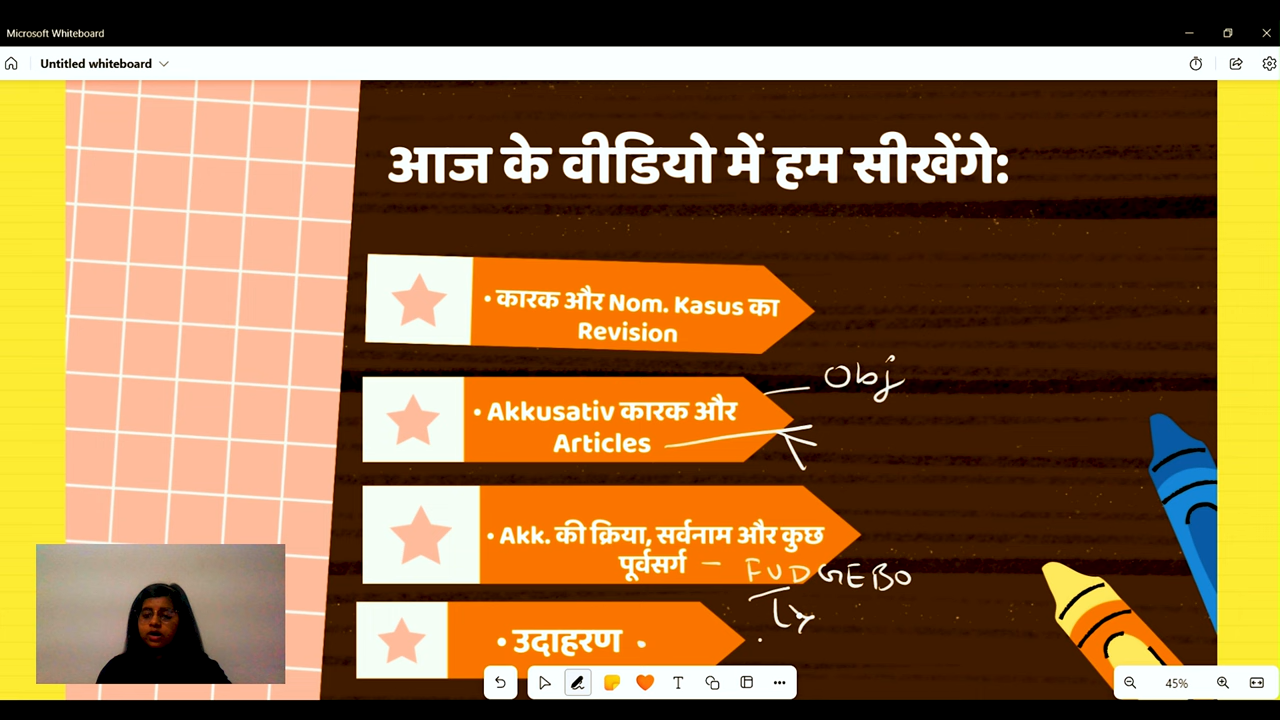 Microsoft Whiteboard
Untitled whiteboard
आज के वीडियो में हम सीखेंगे:
• कारक और Nom. Kasus का
Revision
Obj
• Akkusativ कारक और
Articles
• Akk. की क्रिया, सर्वनाम और कुछ
पूर्वसर्ग - FUDGEBO
• उदाहरण •
T
45%